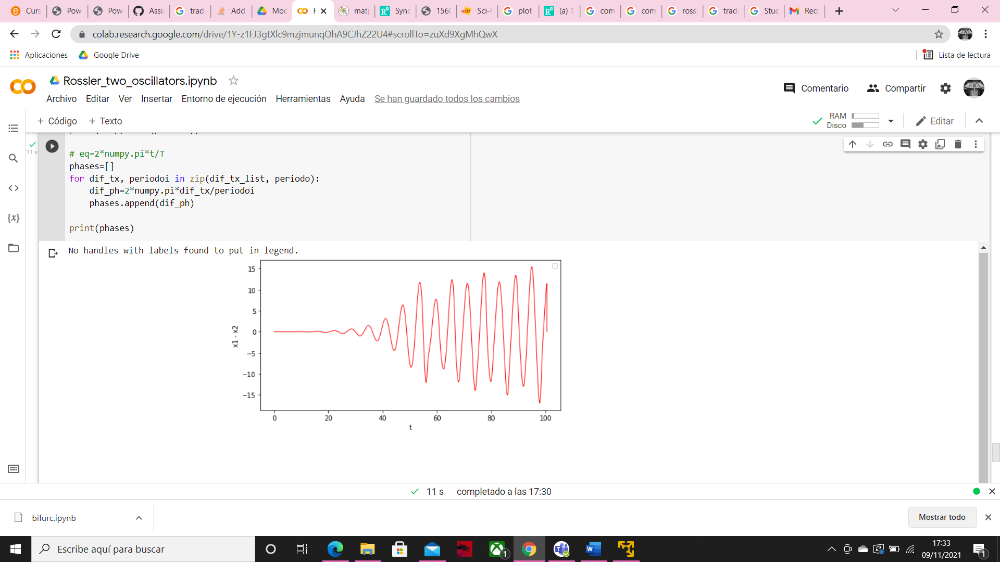 Curs
Pow
Pow
Assi
trad
Add
Mod
F
mat
Sync
1560
Sci-H
plot
(a) T
com
com
ross
trad
Stud
Reci
colab.research.google.com/drive/1Y-z1FJ3gtXlc9mzjmunqOhA9CJhZ22U4#scrollTo=zuXd9XgMhQwX
Aplicaciones
Google Drive
Lista de lectura
Rossler_two_oscillators.ipynb
Comentario
Compartir
Archivo Editar Ver Insertar Entorno de ejecución Herramientas Ayuda Se han guardado todos los cambios
+ Código + Texto
RAM
Disco
Editar
11 s
# eq=2*numpy.pi*t/T
phases=[]
for dif_tx, periodoi in zip(dif_tx_list, periodo):
dif_ph=2*numpy.pi*dif_tx/periodoi
phases.append(dif_ph)
print(phases)
No handles with labels found to put in legend.
15
10
5
0
−5
−10
−15
x1 - x2
0 20 40 60 80 100
t
11 s completado a las 17:30
bifurc.ipynb
Mostrar todo
Escribe aquí para buscar
1
17:33
09/11/2021
1